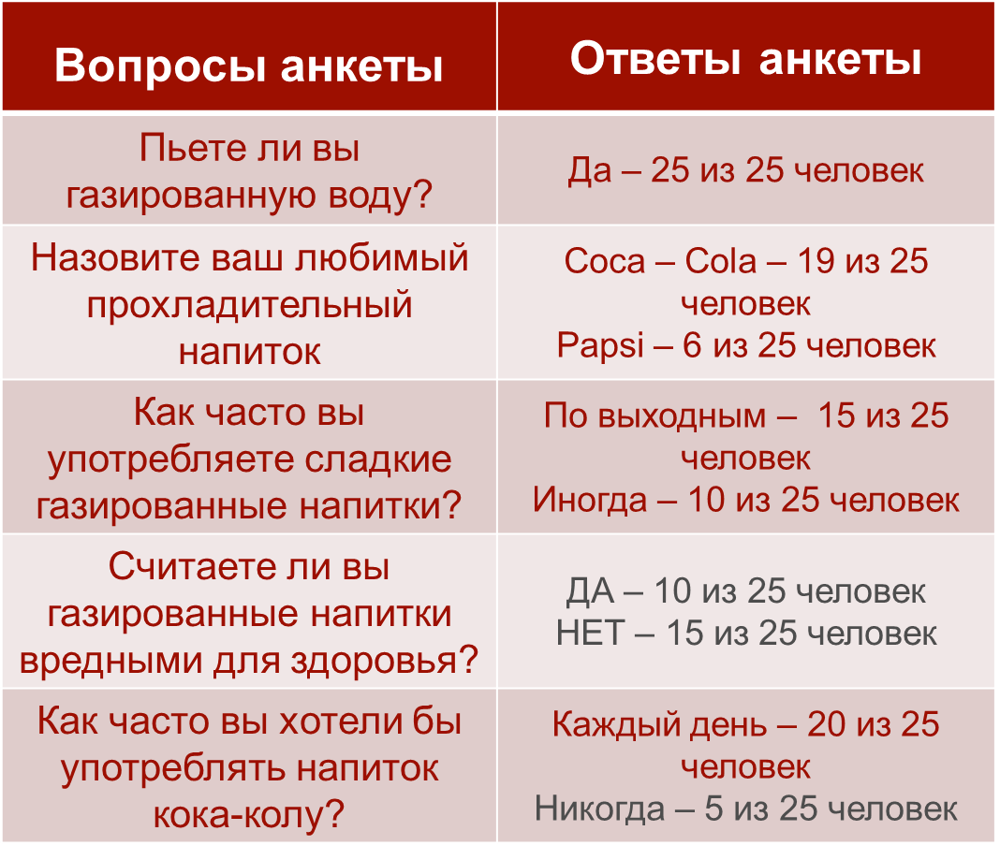 Вопросы анкеты
Ответы анкеты
Пьете ли вы
газированную воду?
Да – 25 из 25 человек
Назовите ваш любимый
прохладительный
напиток
Coca – Cola – 19 из 25
человек
Papsi – 6 из 25 человек
Как часто вы
употребляете сладкие
газированные напитки?
По выходным – 15 из 25
человек
Иногда – 10 из 25 человек
Считаете ли вы
газированные напитки
вредными для здоровья?
ДА – 10 из 25 человек
НЕТ – 15 из 25 человек
Как часто вы хотели бы
употреблять напиток
кока-колу?
Каждый день – 20 из 25
человек
Никогда – 5 из 25 человек